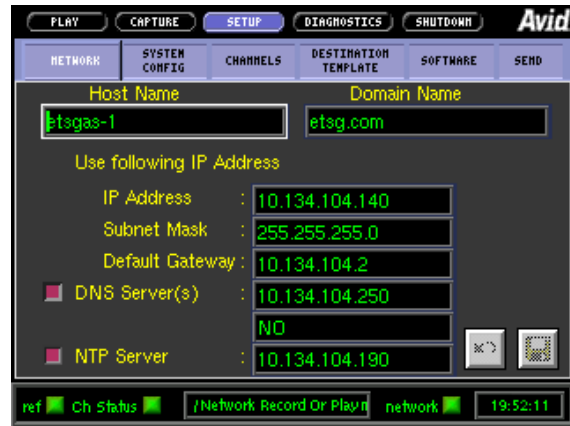 PLAY CAPTURE SETUP DIAGNOSTICS SHUTDOWN Avid
NETWORK SYSTEM CONFIG CHANNELS DESTINATION TEMPLATE SOFTWARE SEND
Host Name Domain Name
etsgas-1 etsg.com
Use following IP Address
IP Address : 10.134.104.140
Subnet Mask : 255.255.255.0
Default Gateway : 10.134.104.2
DNS Server(s) : 10.134.104.250
NO
NTP Server : 10.134.104.190
ref Ch Status /Network Record Or Playn network 19:52:11